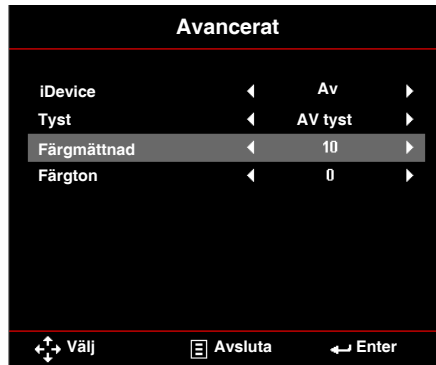 Avancerat
iDevice Av
Tyst AV tyst
Färgmättnad 10
Färgton 0
Välj Avsluta Enter